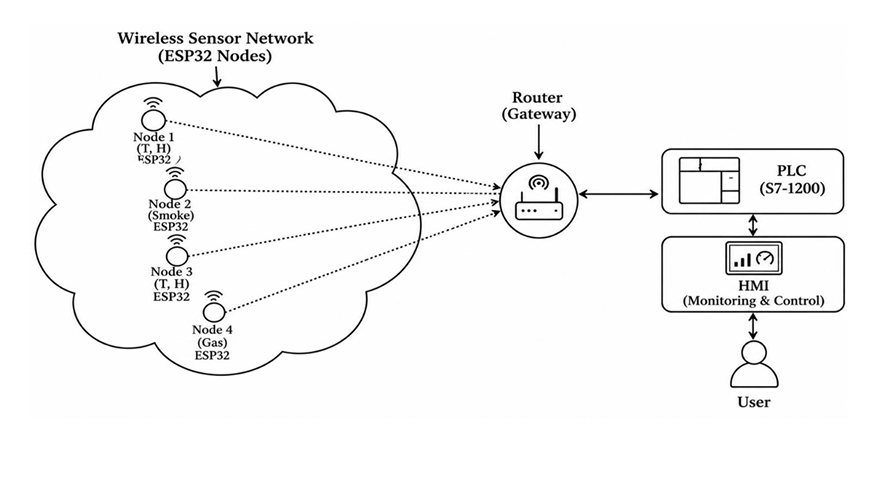 Wireless Sensor Network
(ESP32 Nodes)
Node 1
(T, H)
ESP32
Node 2
(Smoke)
ESP32
Node 3
(T, H)
ESP32
Node 4
(Gas)
ESP32
Router
(Gateway)
PLC
(S7-1200)
HMI
(Monitoring & Control)
User